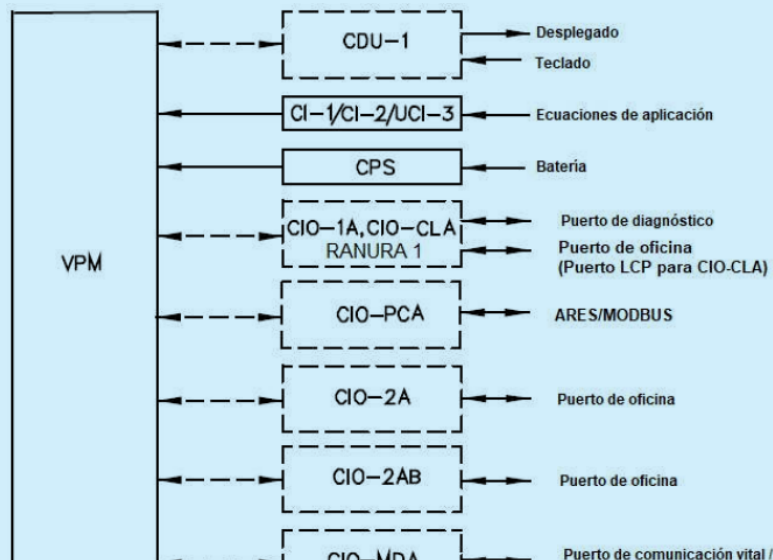 CDU-1
Desplegado
Teclado
CI-1/CI-2/UCI-3
Ecuaciones de aplicación
CPS
Batería
VPM
CIO-1A,CIO-CLA
RANURA 1
Puerto de diagnóstico
Puerto de oficina
(Puerto LCP para CIO-CLA)
CIO-PCA
ARES/MODBUS
CIO-2A
Puerto de oficina
CIO-2AB
Puerto de oficina
CIO-MDA
Puerto de comunicación vital /